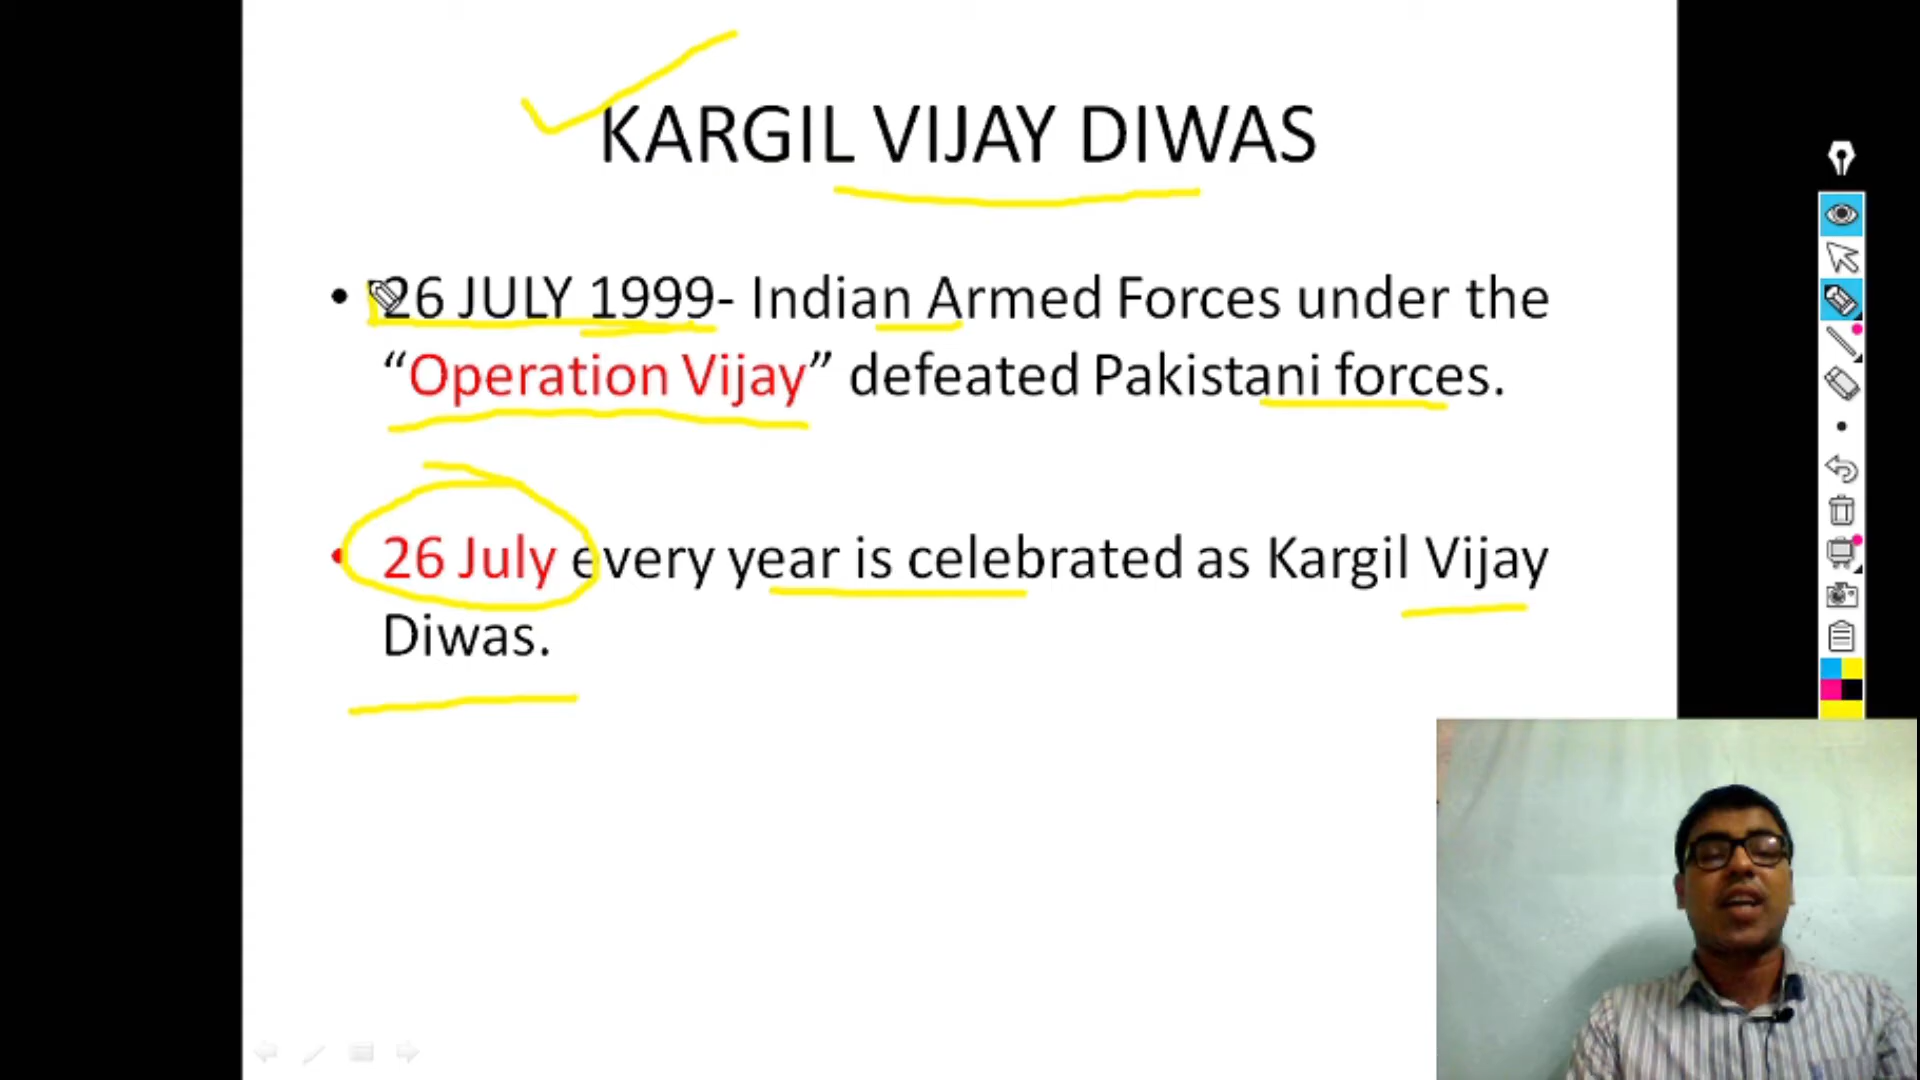 KARGIL VIJAY DIWAS
• 26 JULY 1999- Indian Armed Forces under the
“Operation Vijay” defeated Pakistani forces.
• 26 July every year is celebrated as Kargil Vijay
Diwas.